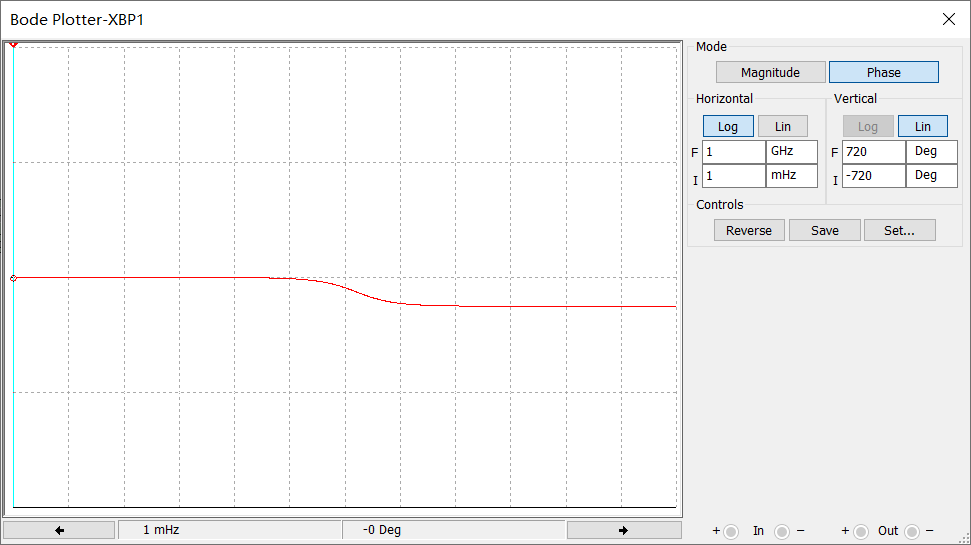 Bode Plotter-XBP1
Mode
Magnitude Phase
Horizontal Vertical
Log Lin Log Lin
F 1 GHz F 720 Deg
I 1 mHz I -720 Deg
Controls
Reverse Save Set...
1 mHz -0 Deg
+ In − + Out −